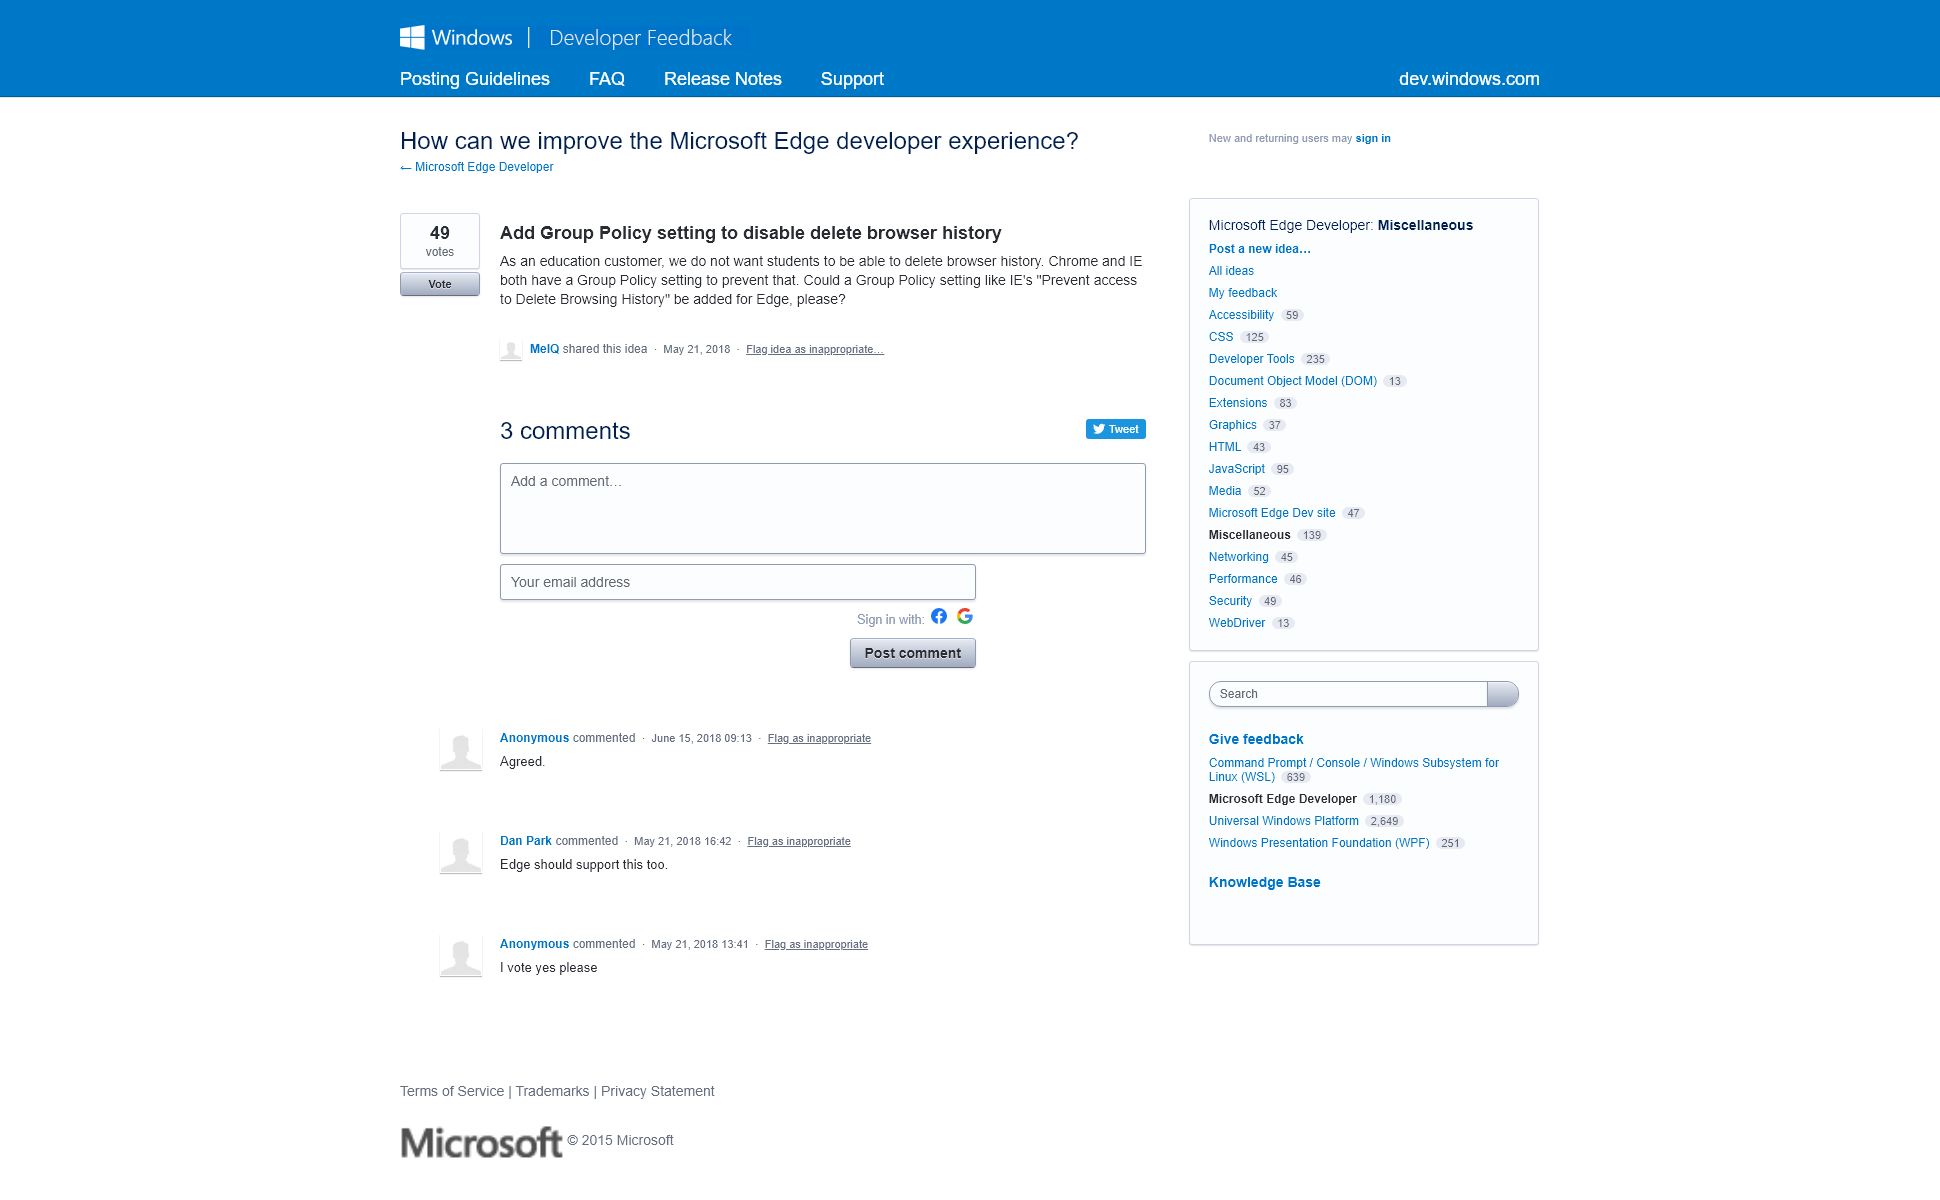 Windows | Developer Feedback
Posting Guidelines FAQ Release Notes Support dev.windows.com
How can we improve the Microsoft Edge developer experience?
← Microsoft Edge Developer
New and returning users may sign in
49
votes
Vote
Add Group Policy setting to disable delete browser history
As an education customer, we do not want students to be able to delete browser history. Chrome and IE
both have a Group Policy setting to prevent that. Could a Group Policy setting like IE's "Prevent access
to Delete Browsing History" be added for Edge, please?
MelQ shared this idea · May 21, 2018 · Flag idea as inappropriate…
3 comments
Tweet
Add a comment…
Your email address
Sign in with:
Post comment
Anonymous commented · June 15, 2018 09:13 · Flag as inappropriate
Agreed.
Dan Park commented · May 21, 2018 16:42 · Flag as inappropriate
Edge should support this too.
Anonymous commented · May 21, 2018 13:41 · Flag as inappropriate
I vote yes please
Microsoft Edge Developer: Miscellaneous
Post a new idea…
All ideas
My feedback
Accessibility 59
CSS 125
Developer Tools 235
Document Object Model (DOM) 13
Extensions 83
Graphics 37
HTML 43
JavaScript 95
Media 52
Microsoft Edge Dev site 47
Miscellaneous 139
Networking 45
Performance 46
Security 49
WebDriver 13
Search
Give feedback
Command Prompt / Console / Windows Subsystem for
Linux (WSL) 639
Microsoft Edge Developer 1,180
Universal Windows Platform 2,649
Windows Presentation Foundation (WPF) 251
Knowledge Base
Terms of Service | Trademarks | Privacy Statement
Microsoft © 2015 Microsoft